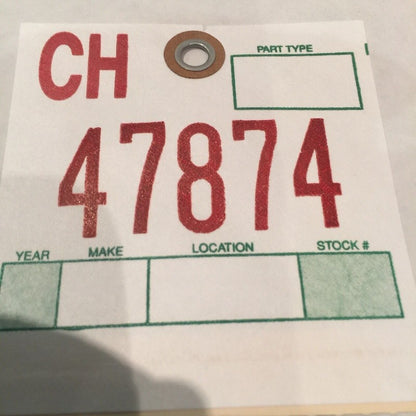 CH
PART TYPE
47874
YEAR MAKE LOCATION STOCK #